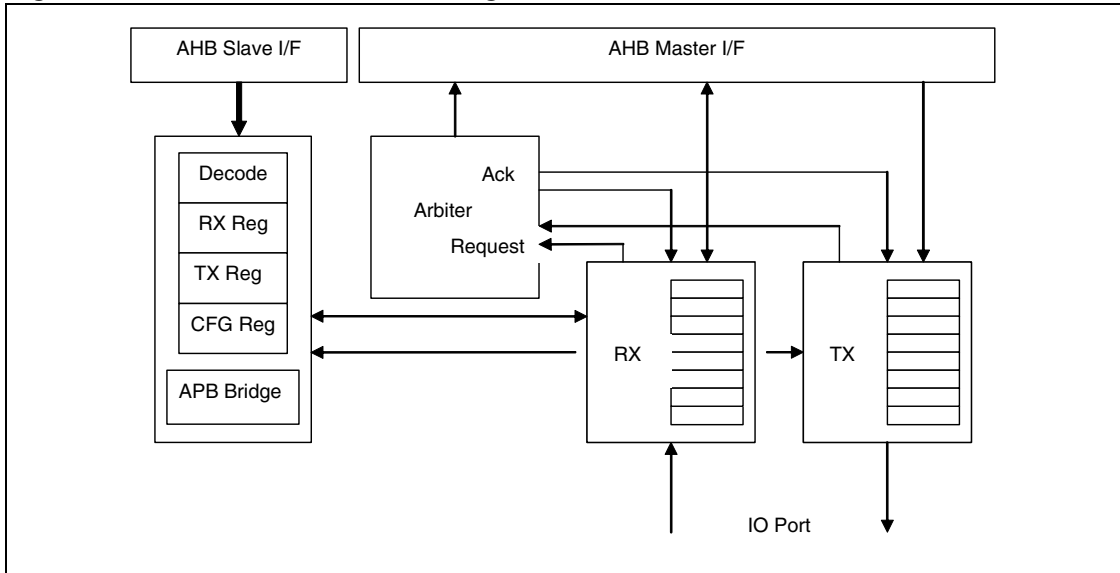 AHB Slave I/F
AHB Master I/F
Decode
RX Reg
TX Reg
CFG Reg
APB Bridge
Ack
Arbiter
Request
RX
TX
IO Port